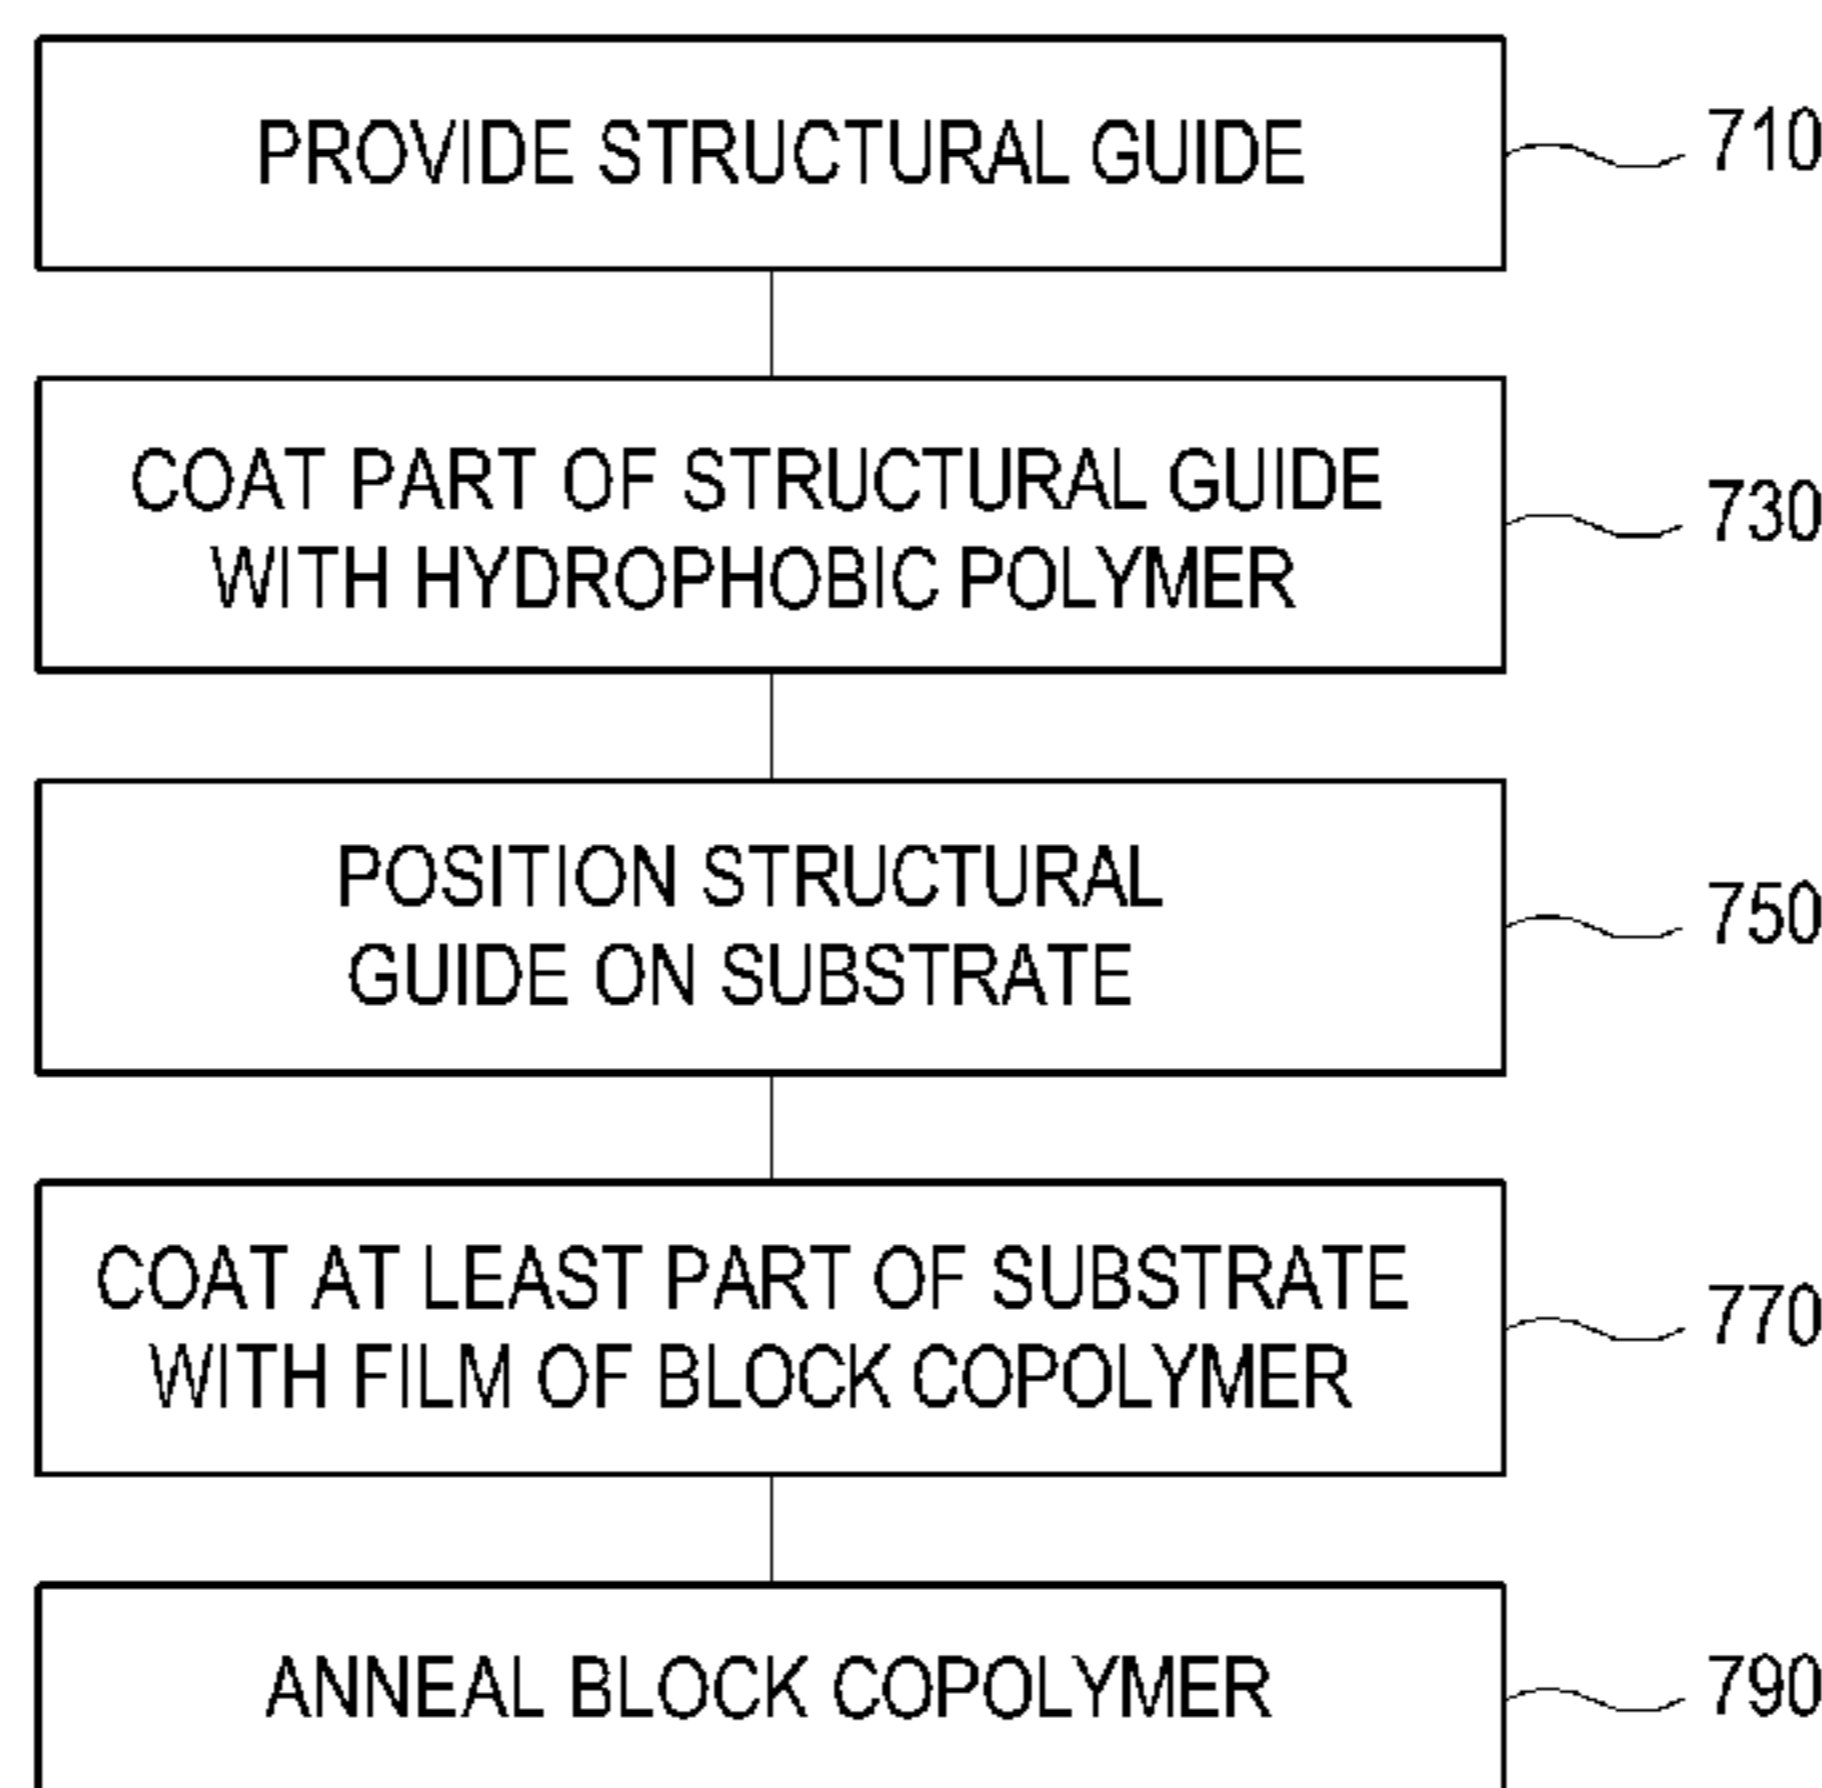 PROVIDE STRUCTURAL GUIDE
710
COAT PART OF STRUCTURAL GUIDE
WITH HYDROPHOBIC POLYMER
730
POSITION STRUCTURAL
GUIDE ON SUBSTRATE
750
COAT AT LEAST PART OF SUBSTRATE
WITH FILM OF BLOCK COPOLYMER
770
ANNEAL BLOCK COPOLYMER
790